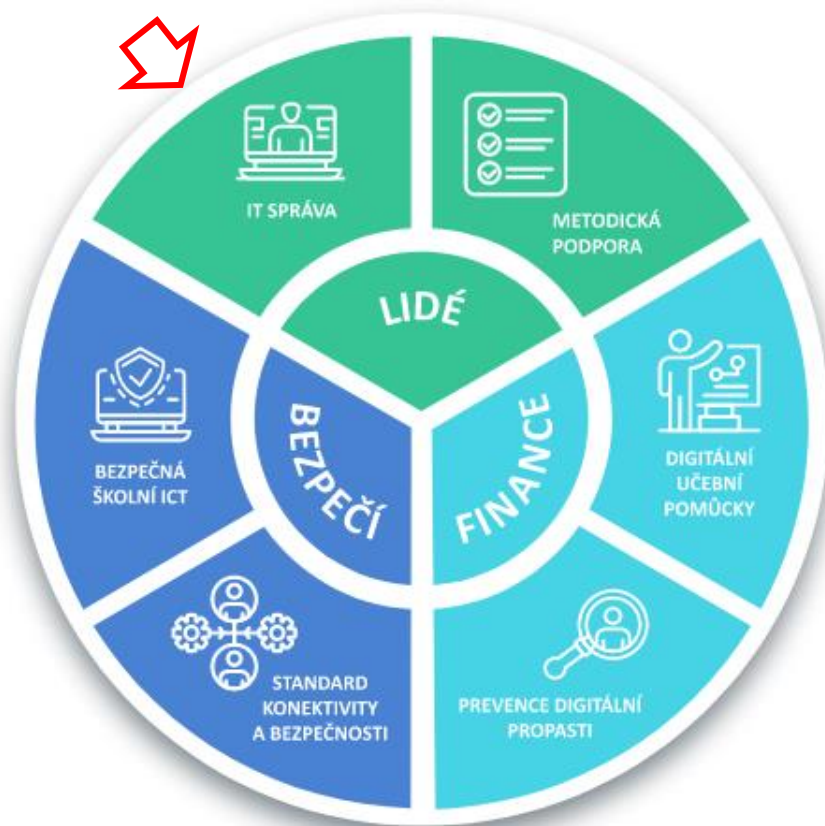 IT SPRÁVA
METODICKÁ
PODPORA
LIDÉ
BEZPEČÍ
FINANCE
BEZPEČNÁ
ŠKOLNÍ ICT
DIGITÁLNÍ
UČEBNÍ
POMŮCKY
STANDARD
KONEKTIVITY
A BEZPEČNOSTI
PREVENCE DIGITÁLNÍ
PROPASTI